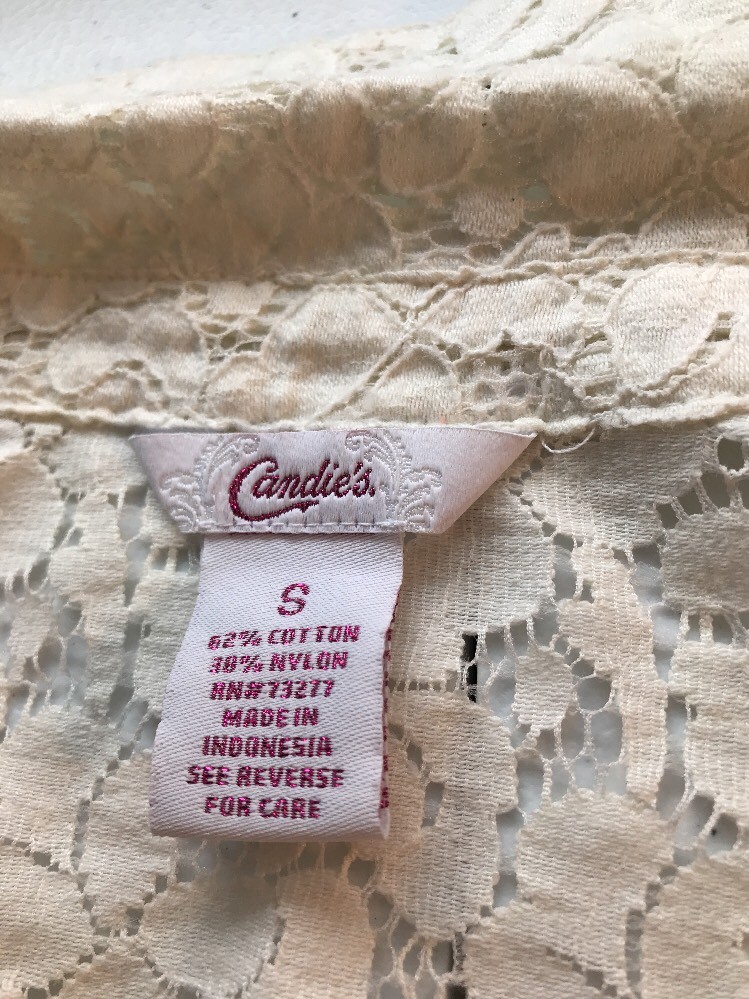 Candie's.
S
62% COTTON
38% NYLON
RN#73277
MADE IN
INDONESIA
SEE REVERSE
FOR CARE